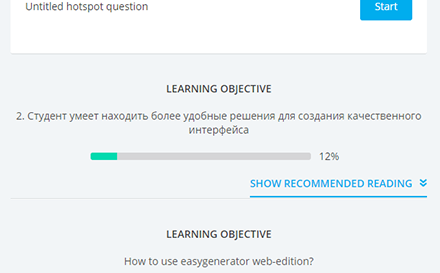 Untitled hotspot question
Start
LEARNING OBJECTIVE
2. Студент умеет находить более удобные решения для создания качественного
интерфейса
12%
SHOW RECOMMENDED READING
LEARNING OBJECTIVE
How to use easygenerator web-edition?